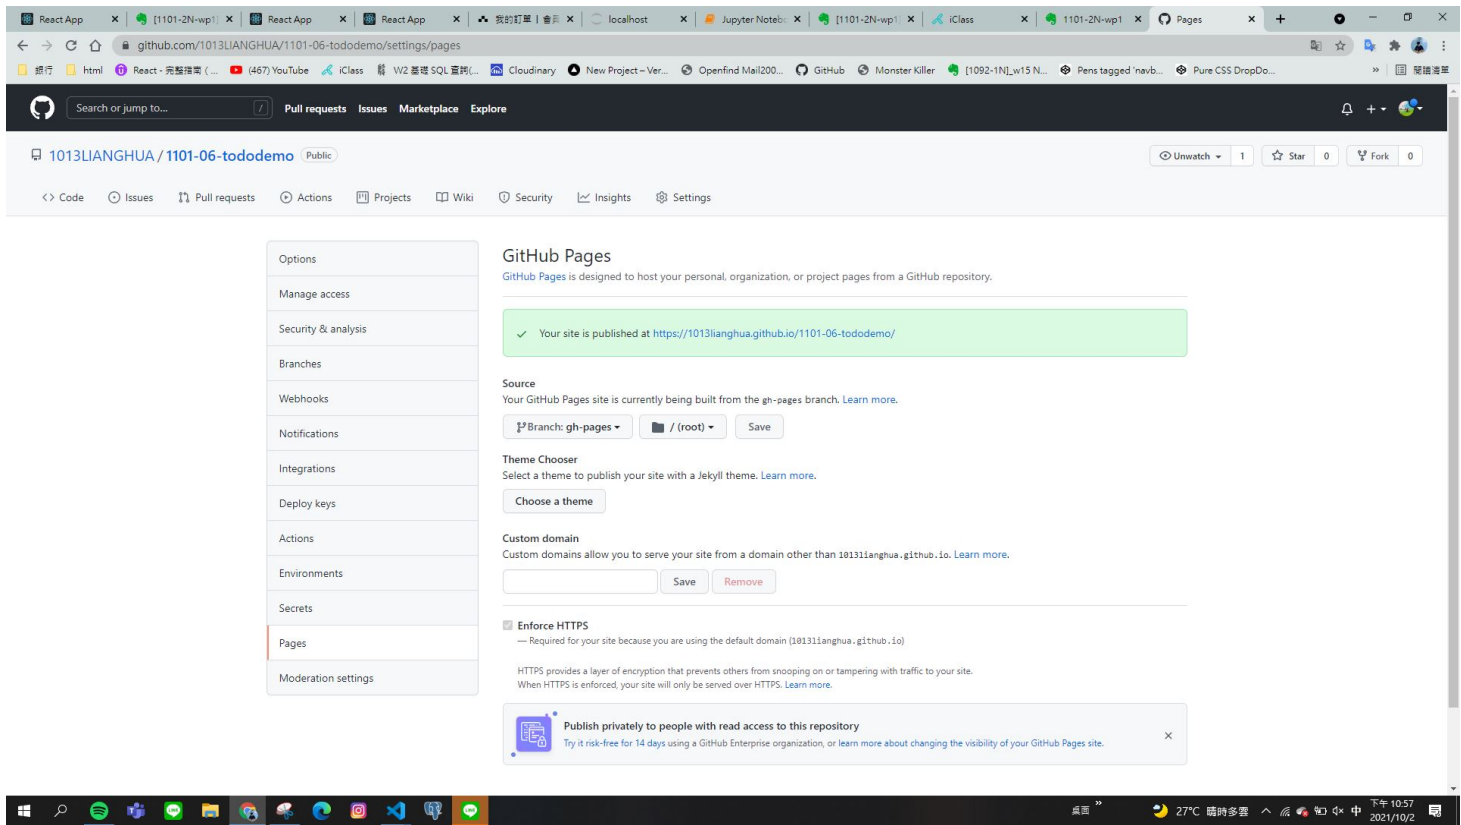 React App
[1101-2N-wp1]
React App
React App
我的訂單 | 會員
localhost
Jupyter Notebo
[1101-2N-wp1]
iClass
1101-2N-wp1
Pages
github.com/1013LIANGHUA/1101-06-tododemo/settings/pages
銀行
html
React - 完整指南 ( ...
(467) YouTube
iClass
W2 基礎 SQL 查詢(...
Cloudinary
New Project – Ver...
Openfind Mail200...
GitHub
Monster Killer
[1092-1N]_w15 N...
Pens tagged 'navb...
Pure CSS DropDo...
»
閱讀清單
Search or jump to...
/
Pull requests Issues Marketplace Explore
1013LIANGHUA / 1101-06-tododemo Public
Unwatch 1
Star 0
Fork 0
<> Code
Issues
Pull requests
Actions
Projects
Wiki
Security
Insights
Settings
Options
Manage access
Security & analysis
Branches
Webhooks
Notifications
Integrations
Deploy keys
Actions
Environments
Secrets
Pages
Moderation settings
GitHub Pages
GitHub Pages is designed to host your personal, organization, or project pages from a GitHub repository.
Your site is published at https://1013lianghua.github.io/1101-06-tododemo/
Source
Your GitHub Pages site is currently being built from the gh-pages branch. Learn more.
Branch: gh-pages
/ (root)
Save
Theme Chooser
Select a theme to publish your site with a Jekyll theme. Learn more.
Choose a theme
Custom domain
Custom domains allow you to serve your site from a domain other than 1013lianghua.github.io. Learn more.
Save
Remove
Enforce HTTPS
— Required for your site because you are using the default domain (1013lianghua.github.io)
HTTPS provides a layer of encryption that prevents others from snooping on or tampering with traffic to your site.
When HTTPS is enforced, your site will only be served over HTTPS. Learn more.
Publish privately to people with read access to this repository
Try it risk-free for 14 days using a GitHub Enterprise organization, or learn more about changing the visibility of your GitHub Pages site.
桌面 »
27°C 晴時多雲
中
下午 10:57
2021/10/2